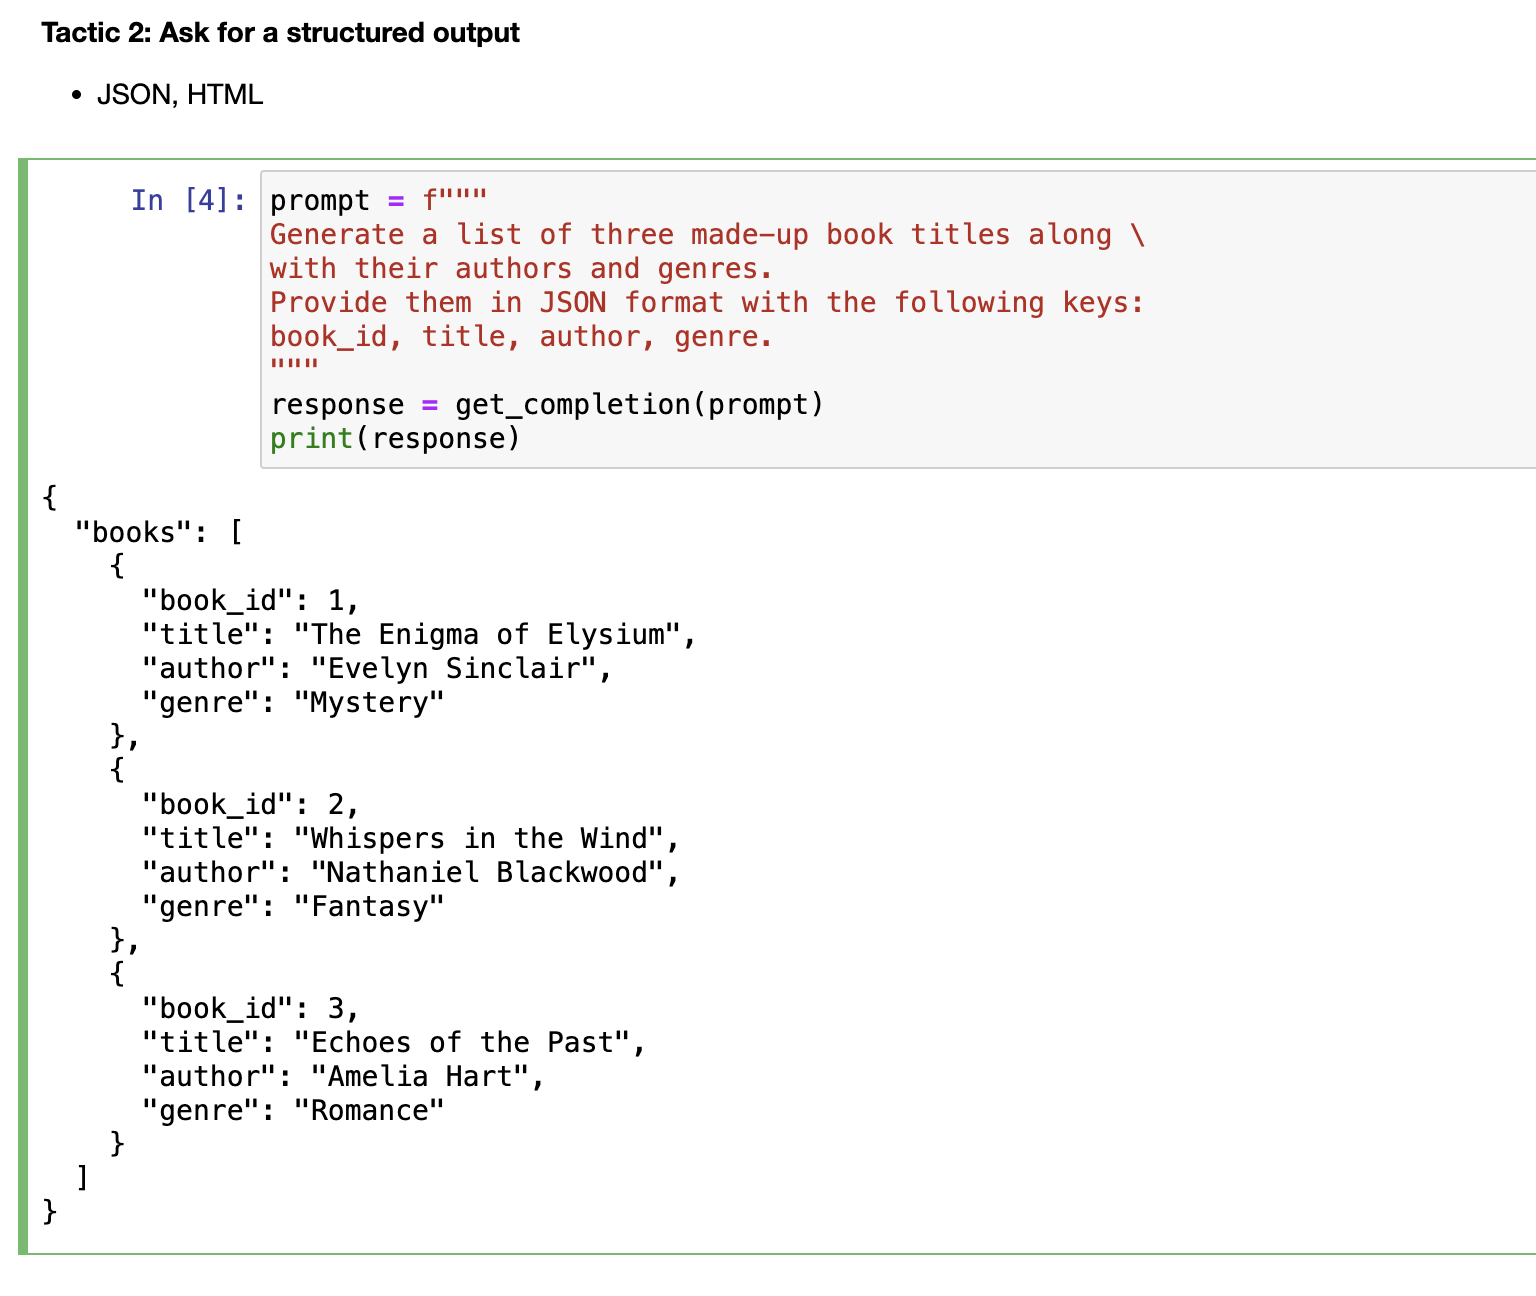 Tactic 2: Ask for a structured output
• JSON, HTML
In [4]: prompt = f"""
Generate a list of three made-up book titles along \
with their authors and genres.
Provide them in JSON format with the following keys:
book_id, title, author, genre.
"""
response = get_completion(prompt)
print(response)
{
  "books": [
    {
      "book_id": 1,
      "title": "The Enigma of Elysium",
      "author": "Evelyn Sinclair",
      "genre": "Mystery"
    },
    {
      "book_id": 2,
      "title": "Whispers in the Wind",
      "author": "Nathaniel Blackwood",
      "genre": "Fantasy"
    },
    {
      "book_id": 3,
      "title": "Echoes of the Past",
      "author": "Amelia Hart",
      "genre": "Romance"
    }
  ]
}